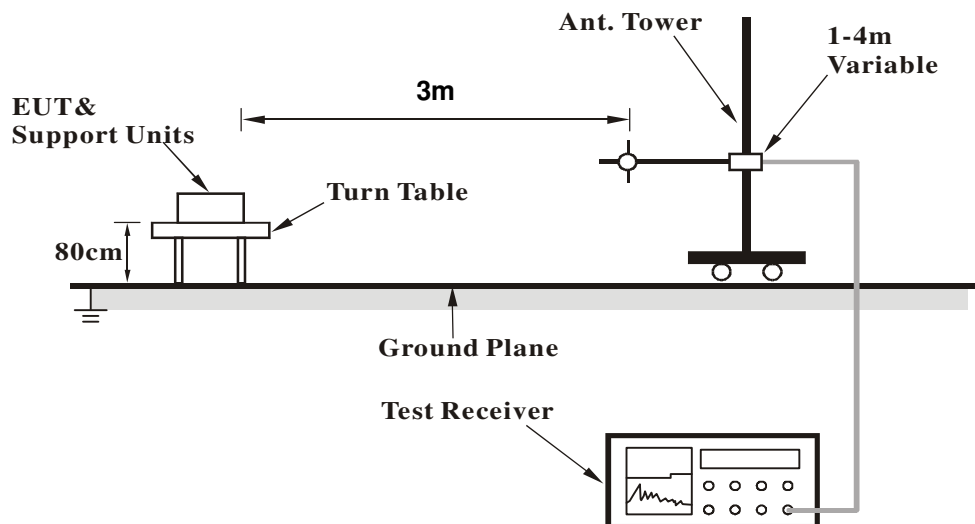 Ant. Tower
1-4m
Variable
3m
EUT&
Support Units
Turn Table
80cm
Ground Plane
Test Receiver